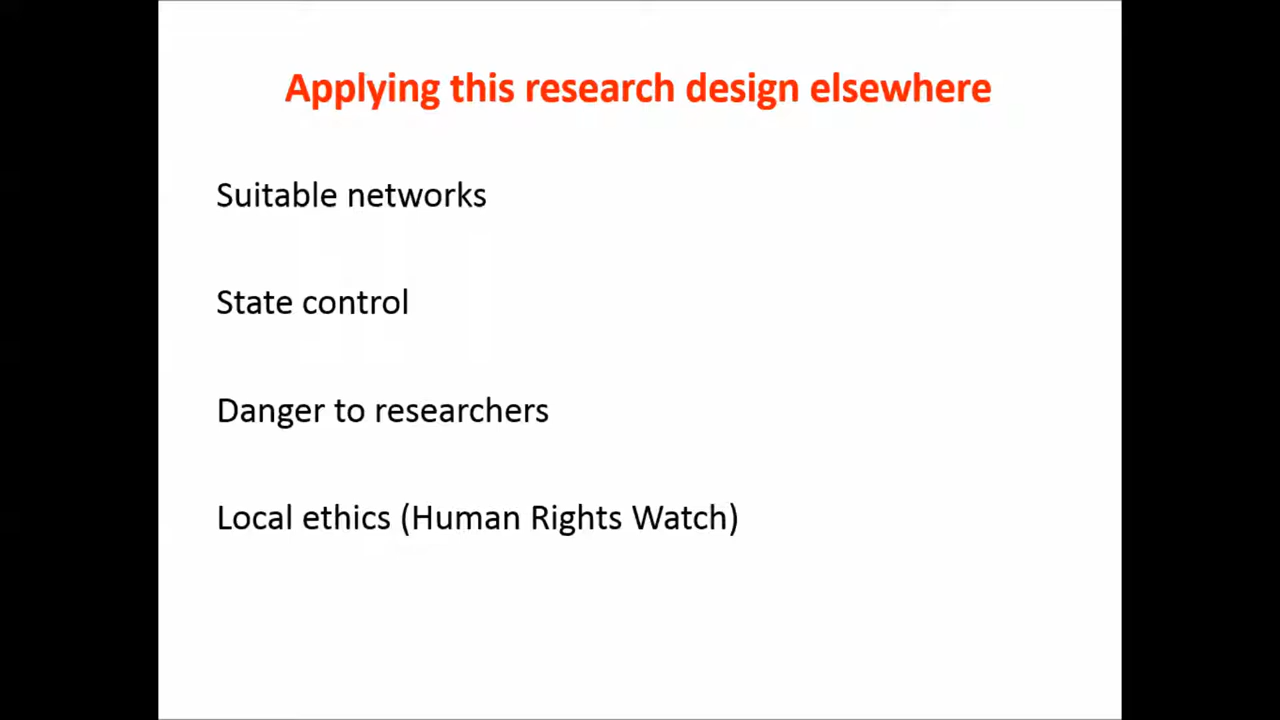 Applying this research design elsewhere
Suitable networks
State control
Danger to researchers
Local ethics (Human Rights Watch)